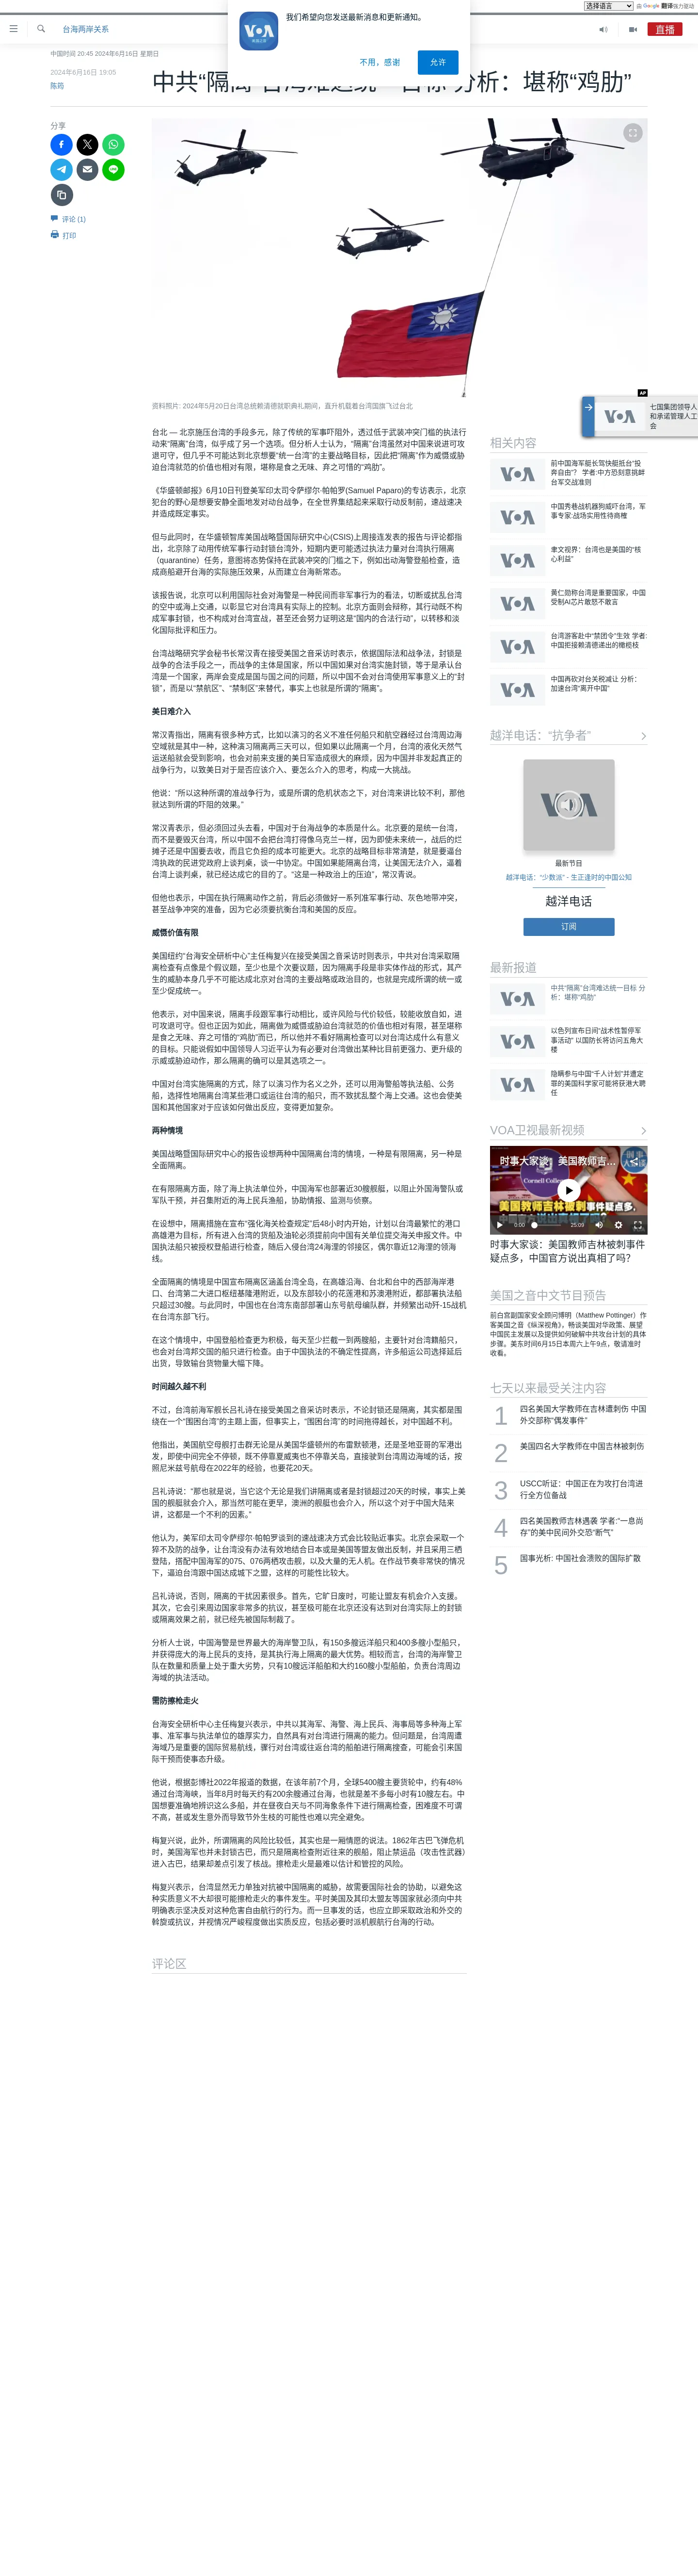 选择语言
由 Google 翻译强力驱动
我们希望向您发送最新消息和更新通知。
不用，感谢
允许
台海两岸关系
直播
中国时间 20:45 2024年6月16日 星期日
2024年6月16日 19:05
陈筠
分析：堪称“鸡肋”
分享
评论 (1)
打印
AP
资料照片: 2024年5月20日台湾总统赖清德就职典礼期间，直升机载着台湾国旗飞过台北
台北 — 北京施压台湾的手段多元，除了传统的军事吓阻外，透过低于武装冲突门槛的执法行
动来“隔离”台湾，似乎成了另一个选项。但分析人士认为，“隔离”台湾虽然对中国来说进可攻
退可守，但几乎不可能达到北京想要“统一台湾”的主要战略目标，因此把“隔离”作为威慑或胁
迫台湾就范的价值也相对有限，堪称是食之无味、弃之可惜的“鸡肋”。
《华盛顿邮报》6月10日刊登美军印太司令萨缪尔·帕帕罗(Samuel Paparo)的专访表示，北京
犯台的野心是想要安静全面地发对动台战争，在全世界集结起来采取行动反制前，速战速决
并造成既定事实。
但与此同时，在华盛顿智库美国战略暨国际研究中心(CSIS)上周接连发表的报告与评论都指
出，北京除了动用传统军事行动封锁台湾外，短期内更可能透过执法力量对台湾执行隔离
（quarantine）任务，意图将态势保持在武装冲突的门槛之下，例如出动海警登船检查，造
成商船避开台海的实际施压效果，从而建立台海新常态。
该报告说，北京可以利用国际社会对海警是一种民间而非军事行为的看法，切断或扰乱台湾
的空中或海上交通，以彰显它对台湾具有实际上的控制。北京方面则会辩称，其行动既不构
成军事封锁，也不构成对台湾宣战，甚至还会努力证明这是“国内的合法行动”，以转移和淡
化国际批评和压力。
台湾战略研究学会秘书长常汉青在接受美国之音采访时表示，依据国际法和战争法，封锁是
战争的合法手段之一，而战争的主体是国家，所以中国如果对台湾实施封锁，等于是承认台
湾是一个国家，两岸会变成是国与国之间的问题，所以中国不会对台湾使用军事意义上的“封
锁”，而是以“禁航区”、“禁制区”来替代，事实上也就是所谓的“隔离”。
美日难介入
常汉青指出，隔离有很多种方式，比如以演习的名义不准任何船只和航空器经过台湾周边海
空域就是其中一种，这种演习隔离两三天可以，但如果以此隔离一个月，台湾的液化天然气
运送船就会受到影响，也会对前来支援的美日军造成很大的麻烦，因为中国并非发起真正的
战争行为，以致美日对于是否应该介入、要怎么介入的思考，构成一大挑战。
他说：“所以这种所谓的准战争行为，或是所谓的危机状态之下，对台湾来讲比较不利，那他
就达到所谓的吓阻的效果。”
常汉青表示，但必须回过头去看，中国对于台海战争的本质是什么。北京要的是统一台湾，
而不是要毁灭台湾，所以中国不会把台湾打得像乌克兰一样，因为即使未来统一，战后的烂
摊子还是中国要去收，而且它负担的成本可能更大。北京的战略目标非常清楚，就是要逼台
湾执政的民进党政府上谈判桌，谈一中协定。中国如果能隔离台湾，让美国无法介入，逼着
台湾上谈判桌，就已经达成它的目的了。“这是一种政治上的压迫”，常汉青说。
但他也表示，中国在执行隔离动作之前，背后必须做好一系列准军事行动、灰色地带冲突，
甚至战争冲突的准备，因为它必须要抗衡台湾和美国的反应。
威慑价值有限
美国纽约“台海安全研析中心”主任梅复兴在接受美国之音采访时则表示，中共对台湾采取隔
离检查有点像是个假议题，至少也是个次要议题，因为隔离手段是非实体作战的形式，其产
生的威胁本身几乎不可能达成北京对台湾的主要战略或政治目的，也就是完成所谓的统一或
至少促成统一。
他表示，对中国来说，隔离手段跟军事行动相比，或许风险与代价较低，较能收放自如，进
可攻退可守。但也正因为如此，隔离做为威慑或胁迫台湾就范的价值也相对有限，甚至堪称
是食之无味、弃之可惜的“鸡肋”而已，所以他并不看好隔离检查可以对台湾达成什么有意义
的目标。只能说假如中国领导人习近平认为有必要对台湾做出某种比目前更强力、更升级的
示威或胁迫动作，那么隔离的确可以是其选项之一。
中国对台湾实施隔离的方式，除了以演习作为名义之外，还可以用海警船等执法船、公务
船，选择性地隔离台湾某些港口或运往台湾的船只，而不致扰乱整个海上交通。这也会使美
国和其他国家对于应该如何做出反应，变得更加复杂。
两种情境
美国战略暨国际研究中心的报告设想两种中国隔离台湾的情境，一种是有限隔离，另一种是
全面隔离。
在有限隔离方面，除了海上执法单位外，中国海军也部署近30艘舰艇，以阻止外国海警队或
军队干预，并召集附近的海上民兵渔船，协助情报、监测与侦察。
在设想中，隔离措施在宣布“强化海关检查规定”后48小时内开始，计划以台湾最繁忙的港口
高雄港为目标，所有进入台湾的货船及油轮必须提前向中国有关单位提交海关申报文件。中
国执法船只被授权登船进行检查，随后入侵台湾24海湿的邻接区，偶尔靠近12海湿的领海
线。
全面隔离的情境是中国宣布隔离区涵盖台湾全岛，在高雄沿海、台北和台中的西部海岸港
口、台湾第二大进口枢纽基隆港附近，以及东部较小的花莲港和苏澳港附近，都部署执法船
只超过30艘。与此同时，中国也在台湾东南部部署山东号航母编队群，并频繁出动歼-15战机
在台湾东部飞行。
在这个情境中，中国登船检查更为积极，每天至少拦截一到两艘船，主要针对台湾籍船只，
也会对台湾邦交国的船只进行检查。由于中国执法的不确定性提高，许多船运公司选择延后
出货，导致输台货物量大幅下降。
时间越久越不利
不过，台湾前海军舰长吕礼诗在接受美国之音采访时表示，不论封锁还是隔离，其实都是围
绕在一个“围困台湾”的主题上面，但事实上，“围困台湾”的时间拖得越长，对中国越不利。
他指出，美国航空母舰打击群无论是从美国华盛顿州的布雷默顿港，还是圣地亚哥的军港出
发，即使中间完全不停顿，既不停靠夏威夷也不停靠关岛，直接驶到台湾周边海域的话，按
照尼米兹号航母在2022年的经验，也要花20天。
吕礼诗说：“那也就是说，当它这个无论是我们讲隔离或者是封锁超过20天的时候，事实上美
国的舰艇就会介入，那当然可能在更早，澳洲的舰艇也会介入，所以这个对于中国大陆来
讲，这都是一个不利的因素。”
他认为，美军印太司令萨缪尔·帕帕罗谈到的速战速决方式会比较贴近事实。北京会采取一个
猝不及防的战争，让台湾没有办法有效地结合日本或是美国等盟友做出反制，并且采用三栖
登陆，搭配中国海军的075、076两栖攻击舰，以及大量的无人机。在作战节奏非常快的情况
下，逼迫台湾跟中国达成城下之盟，这样的可能性比较大。
吕礼诗说，否则，隔离的干扰因素很多。首先，它旷日废时，可能让盟友有机会介入支援。
其次，它会引来周边国家非常多的抗议，甚至极可能在北京还没有达到对台湾实际上的封锁
或隔离效果之前，就已经先被国际制裁了。
分析人士说，中国海警是世界最大的海岸警卫队，有150多艘远洋船只和400多艘小型船只，
并获得庞大的海上民兵的支持，是其执行海上隔离的最大优势。相较而言，台湾的海岸警卫
队在数量和质量上处于重大劣势，只有10艘远洋船舶和大约160艘小型船舶，负责台湾周边
海域的执法活动。
需防擦枪走火
台海安全研析中心主任梅复兴表示，中共以其海军、海警、海上民兵、海事局等多种海上军
事、准军事与执法单位的雄厚实力，自然具有对台湾进行隔离的能力。但问题是，台湾周遭
海域乃是重要的国际贸易航线，骤行对台湾或往返台湾的船舶进行隔离搜查，可能会引来国
际干预而使事态升级。
他说，根据彭博社2022年报道的数据，在该年前7个月，全球5400艘主要货轮中，约有48%
通过台湾海峡，当年8月时每天约有200余艘通过台海，也就是差不多每小时有10艘左右。中
国想要准确地辨识这么多船，并在昼夜白天与不同海象条件下进行隔离检查，困难度不可谓
不高，甚或发生意外而导致节外生枝的可能性也难以完全避免。
梅复兴说，此外，所谓隔离的风险比较低，其实也是一厢情愿的说法。1862年古巴飞弹危机
时，美国海军也并未封锁古巴，而只是隔离检查附近往来的舰船，阻止禁运品（攻击性武器）
进入古巴，结果却差点引发了核战。擦枪走火是最难以估计和管控的风险。
梅复兴表示，台湾显然无力单独对抗被中国隔离的威胁，故需要国际社会的协助，以避免这
种实质意义不大却很可能擦枪走火的事件发生。平时美国及其印太盟友等国家就必须向中共
明确表示坚决反对这种危害自由航行的行为。而一旦事发的话，也应立即采取政治和外交的
斡旋或抗议，并视情况严峻程度做出实质反应，包括必要时派机舰航行台海的行动。
评论区
七国集团领导人
和承诺管理人工
会
相关内容
前中国海军艇长驾快艇抵台“投
奔自由”？ 学者:中方恐刻意挑衅
台军交战准则
中国秀巷战机器狗威吓台湾，军
事专家:战场实用性待商榷
聿文视界：台湾也是美国的“核
心利益”
黄仁勋称台湾是重要国家，中国
受制AI芯片敢怒不敢言
台湾游客赴中“禁团令”生效 学者:
中国拒接赖清德递出的橄榄枝
中国再砍对台关税减让 分析：
加速台湾“离开中国”
越洋电话：“抗争者”
最新节目
越洋电话：“少数派” - 生正逢时的中国公知
越洋电话
订阅
最新报道
中共“隔离”台湾难达统一目标 分
析：堪称“鸡肋”
以色列宣布日间“战术性暂停军
事活动” 以国防长将访问五角大
楼
隐瞒参与中国“千人计划”并遭定
罪的美国科学家可能将获港大聘
任
VOA卫视最新视频
时事大家谈：美国教师吉…
Cornell College
美国教师吉林被刺事件疑点多，
0:00
25:09
时事大家谈：美国教师吉林被刺事件
疑点多，中国官方说出真相了吗？
美国之音中文节目预告
前白宫副国家安全顾问博明（Matthew Pottinger）作
客美国之音《纵深视角》，畅谈美国对华政策、展望
中国民主发展以及提供如何破解中共攻台计划的具体
步骤。美东时间6月15日本周六上午9点，敬请准时
收看。
七天以来最受关注内容
1
四名美国大学教师在吉林遭刺伤 中国
外交部称“偶发事件”
2
美国四名大学教师在中国吉林被刺伤
3
USCC听证：中国正在为攻打台湾进
行全方位备战
4
四名美国教师吉林遇袭 学者:“一息尚
存”的美中民间外交恐“断气”
5
国事光析: 中国社会溃败的国际扩散